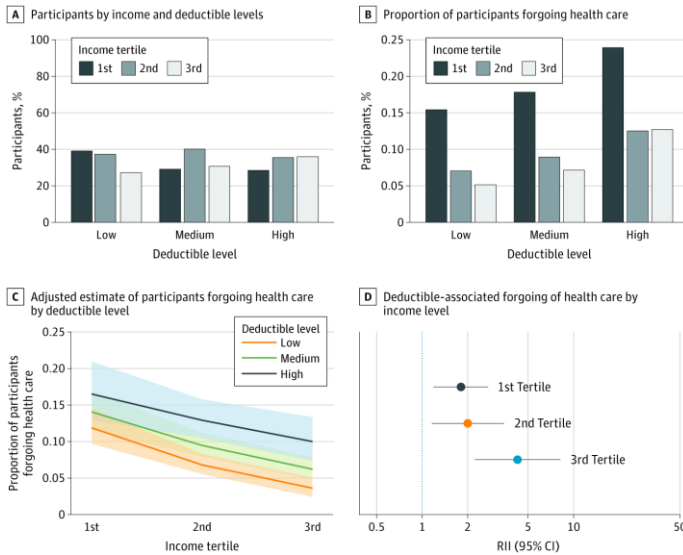 A Participants by income and deductible levels
Participants, %
100
80
60
40
20
0
Income tertile
1st 2nd 3rd
Low Medium High
Deductible level
B Proportion of participants forgoing health care
Participants, %
0.25
0.20
0.15
0.10
0.05
0
Income tertile
1st 2nd 3rd
Low Medium High
Deductible level
C Adjusted estimate of participants forgoing health care
by deductible level
Proportion of participants
forgoing health care
0.25
0.20
0.15
0.10
0.05
0
Deductible level
Low
Medium
High
1st 2nd 3rd
Income tertile
D Deductible-associated forgoing of health care by
income level
1st Tertile
2nd Tertile
3rd Tertile
0.5 1 2 5 10 50
RII (95% CI)